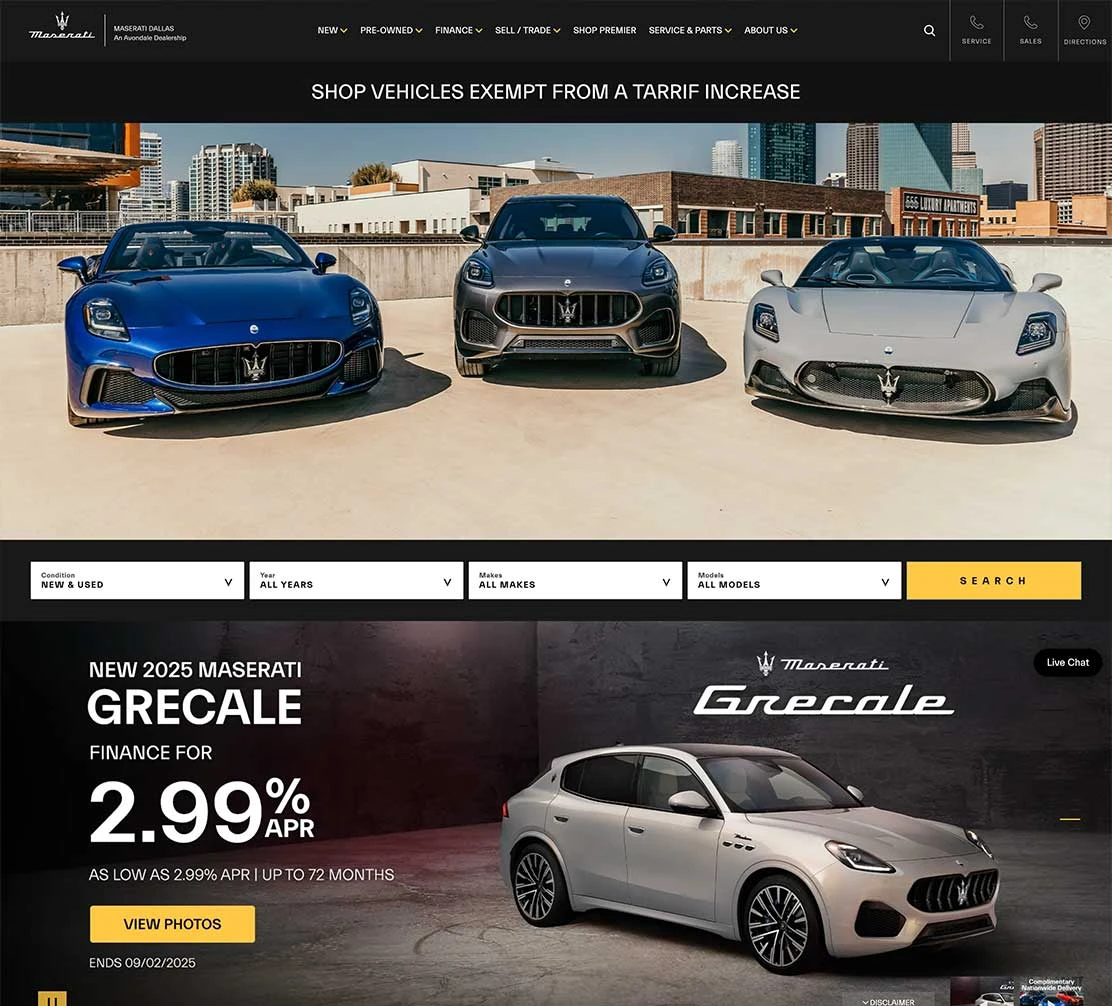 Maserati
MASERATI DALLAS
An Avondale Dealership
NEW
PRE-OWNED
FINANCE
SELL / TRADE
SHOP PREMIER
SERVICE & PARTS
ABOUT US
SERVICE
SALES
DIRECTIONS
SHOP VEHICLES EXEMPT FROM A TARRIF INCREASE
555 LUXURY APARTMENTS
Condition
NEW & USED
Year
ALL YEARS
Makes
ALL MAKES
Models
ALL MODELS
SEARCH
NEW 2025 MASERATI
GRECALE
FINANCE FOR
2.99% APR
AS LOW AS 2.99% APR | UP TO 72 MONTHS
VIEW PHOTOS
ENDS 09/02/2025
Maserati
Grecale
Live Chat
DISCLAIMER
Complimentary
Nationwide Delivery